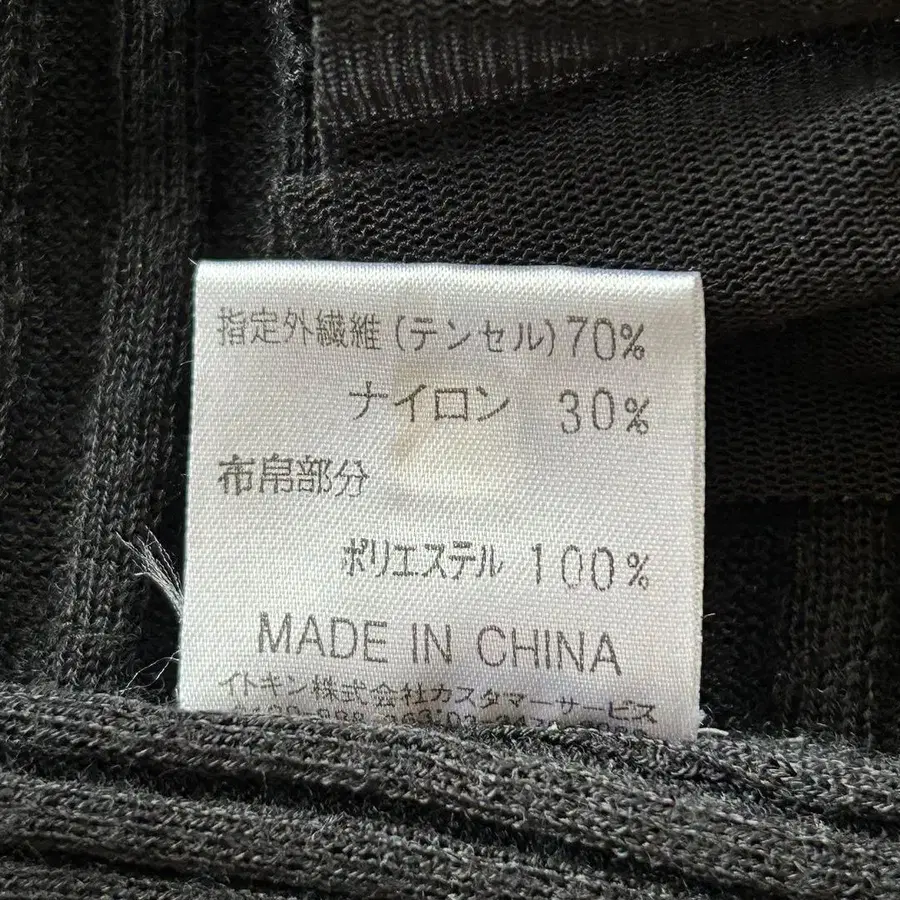 指定外繊維(テンセル)70%
ナイロン 30%
布帛部分
ポリエステル 100%
MADE IN CHINA
イトキン株式会社カスタマーサービス